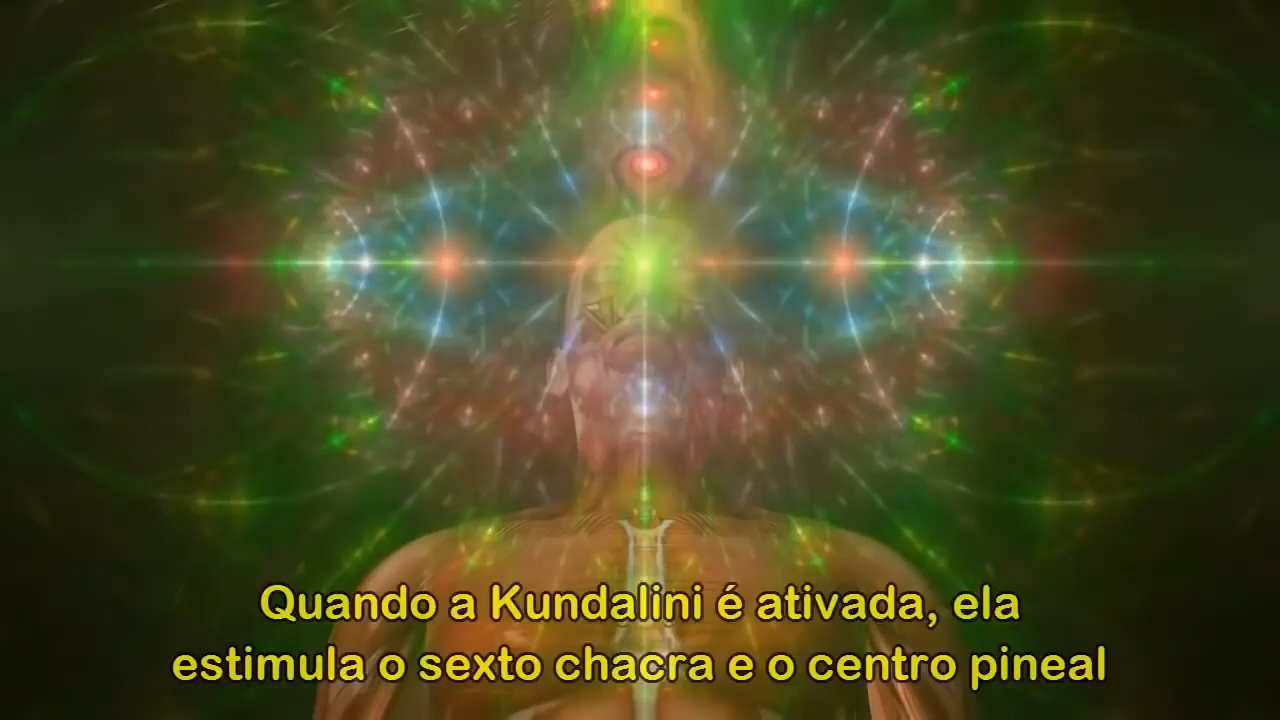 Quando a Kundalini é ativada, ela
estimula o sexto chacra e o centro pineal